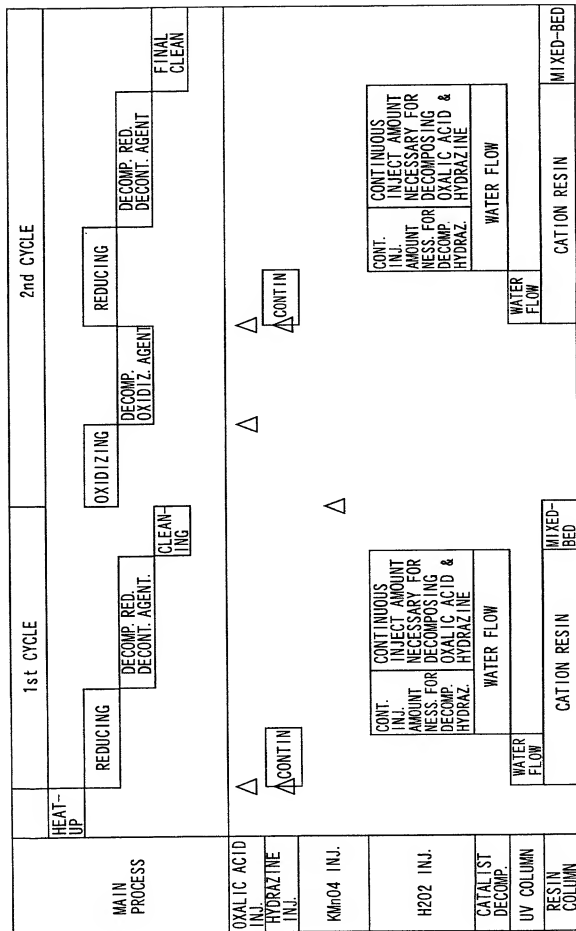 1st CYCLE
2nd CYCLE
MAIN
PROCESS
HEAT-
UP
REDUCING
DECOMP. RED.
DECONT. AGENT.
CLEAN-
ING
OXIDIZING
DECOMP.
OXIDIZ. AGENT
REDUCING
DECOMP. RED.
DECONT. AGENT
FINAL
CLEAN
OXALIC ACID
INJ.
HYDRAZINE
INJ.
CONTIN
CONTIN
KMnO4 INJ.
H2O2 INJ.
CONT.
INJ.
AMOUNT
NESS. FOR
DECOMP.
HYDRAZ.
CONTINUOUS
INJECT AMOUNT
NECESSARY FOR
DECOMPOSING
OXALIC ACID &
HYDRAZINE
CONT.
INJ.
AMOUNT
NESS. FOR
DECOMP.
HYDRAZ.
CONTINUOUS
INJECT AMOUNT
NECESSARY FOR
DECOMPOSING
OXALIC ACID &
HYDRAZINE
CATALIST
DECOMP.
WATER FLOW
WATER FLOW
UV COLUMN
WATER
FLOW
WATER
FLOW
RESIN
COLUMN
CATION RESIN
MIXED-
BED
CATION RESIN
MIXED-BED